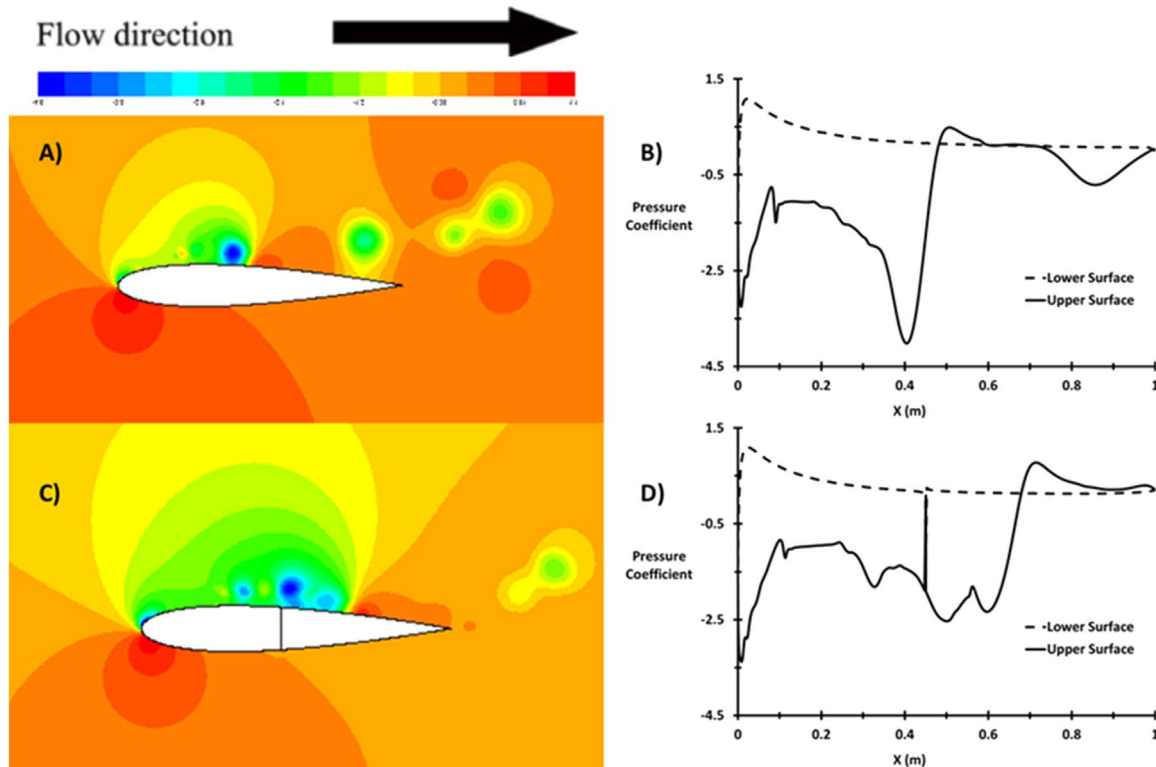 Flow direction
A)
B)
1.5
-0.5
-2.5
-4.5
Pressure
Coefficient
0 0.2 0.4 0.6 0.8 1
X (m)
Lower Surface
Upper Surface
C)
D)
1.5
-0.5
-2.5
-4.5
Pressure
Coefficient
0 0.2 0.4 0.6 0.8 1
X (m)
Lower Surface
Upper Surface